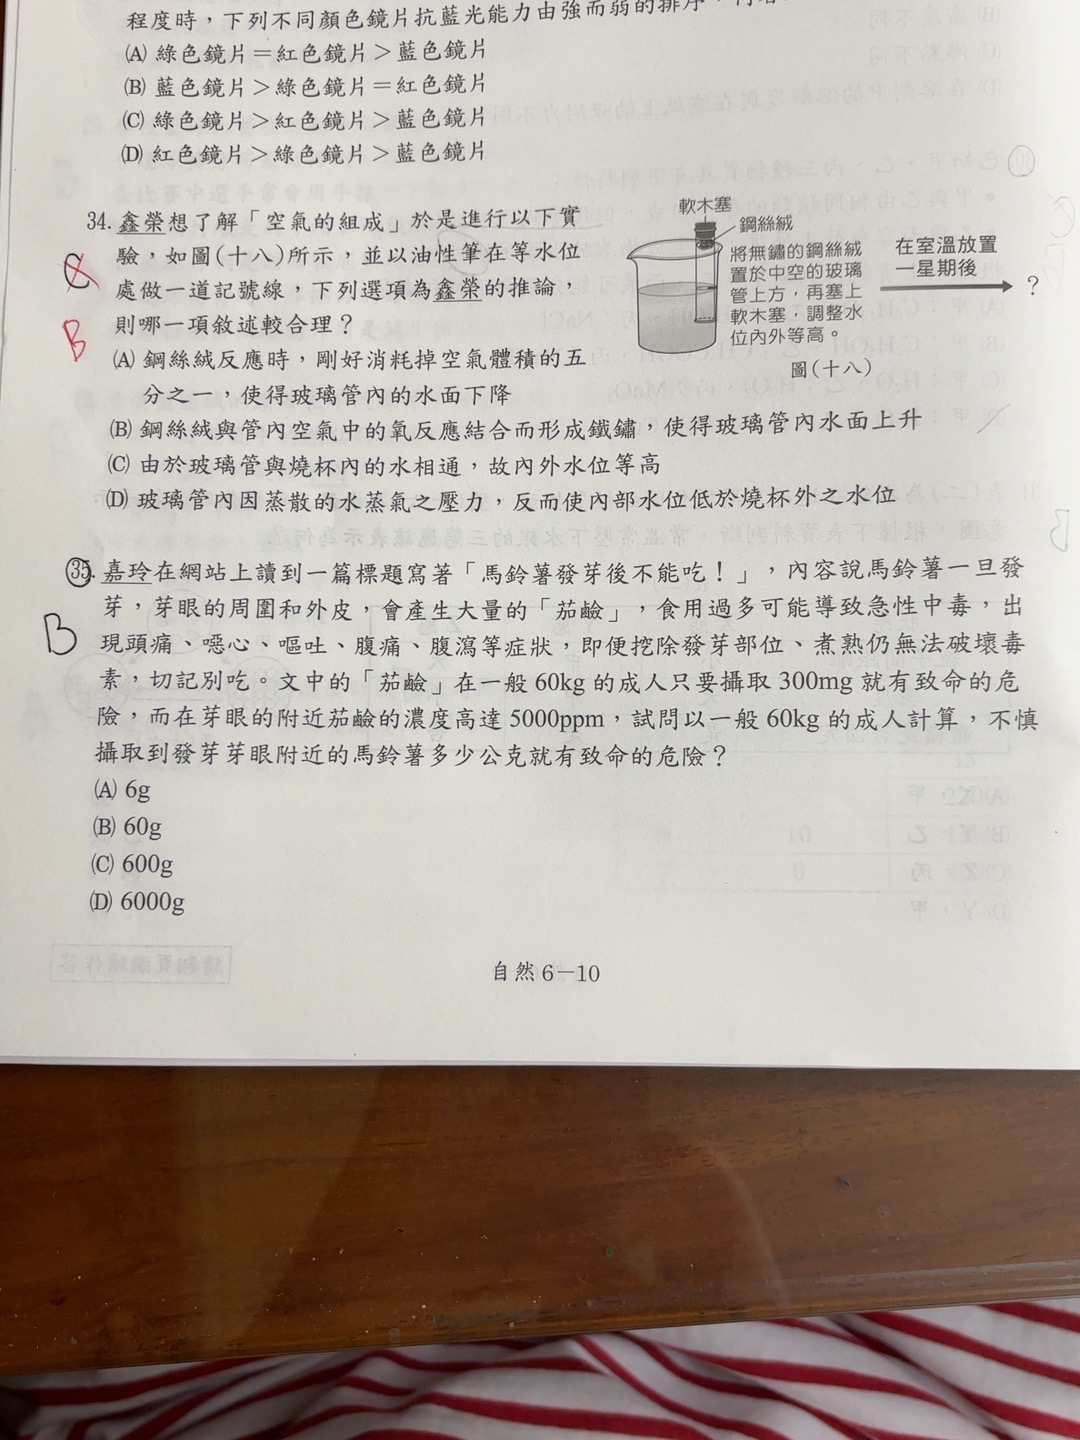 程度時，下列不同顏色鏡片抗藍光能力由強而弱的排序，
(A) 綠色鏡片＝紅色鏡片＞藍色鏡片
(B) 藍色鏡片＞綠色鏡片＝紅色鏡片
(C) 綠色鏡片＞紅色鏡片＞藍色鏡片
(D) 紅色鏡片＞綠色鏡片＞藍色鏡片
34. 鑫榮想了解「空氣的組成」於是進行以下實
驗，如圖(十八)所示，並以油性筆在等水位
處做一道記號線，下列選項為鑫榮的推論，
則哪一項敘述較合理？
C
B
軟木塞
鋼絲絨
將無鏽的鋼絲絨
置於中空的玻璃
管上方，再塞上
軟木塞，調整水
位內外等高。
在室溫放置
一星期後
？
圖(十八)
(A) 鋼絲絨反應時，剛好消耗掉空氣體積的五
分之一，使得玻璃管內的水面下降
(B) 鋼絲絨與管內空氣中的氧反應結合而形成鐵鏽，使得玻璃管內水面上升
(C) 由於玻璃管與燒杯內的水相通，故內外水位等高
(D) 玻璃管內因蒸散的水蒸氣之壓力，反而使內部水位低於燒杯外之水位
35. 嘉玲在網站上讀到一篇標題寫著「馬鈴薯發芽後不能吃！」，內容說馬鈴薯一旦發
芽，芽眼的周圍和外皮，會產生大量的「茄鹼」，食用過多可能導致急性中毒，出
B
現頭痛、噁心、嘔吐、腹痛、腹瀉等症狀，即便挖除發芽部位、煮熟仍無法破壞毒
素，切記別吃。文中的「茄鹼」在一般 60kg 的成人只要攝取 300mg 就有致命的危
險，而在芽眼的附近茄鹼的濃度高達 5000ppm，試問以一般 60kg 的成人計算，不慎
攝取到發芽芽眼附近的馬鈴薯多少公克就有致命的危險？
(A) 6g
(B) 60g
(C) 600g
(D) 6000g
自然 6－10